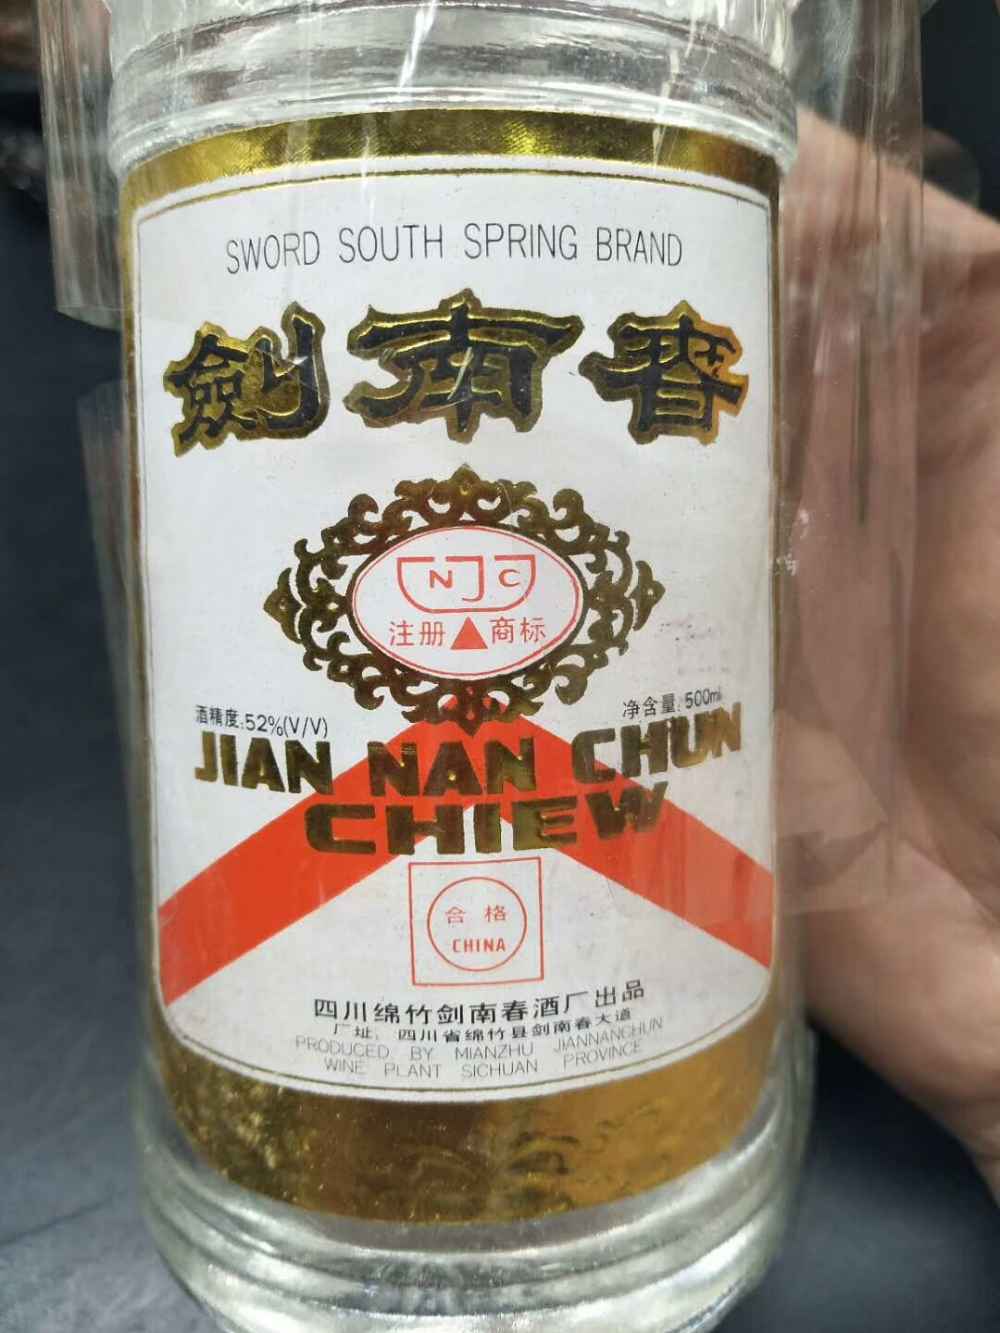 SWORD SOUTH SPRING BRAND
劍南春
NJC
注册 商标
酒精度:52%(V/V)
净含量:500ml
JIAN NAN CHUN
CHIEW
合格
CHINA
四川绵竹剑南春酒厂出品
厂址:四川省绵竹县剑南春大道
PRODUCED BY MIANZHU JIANNANCHUN
WINE PLANT SICHUAN PROVINCE